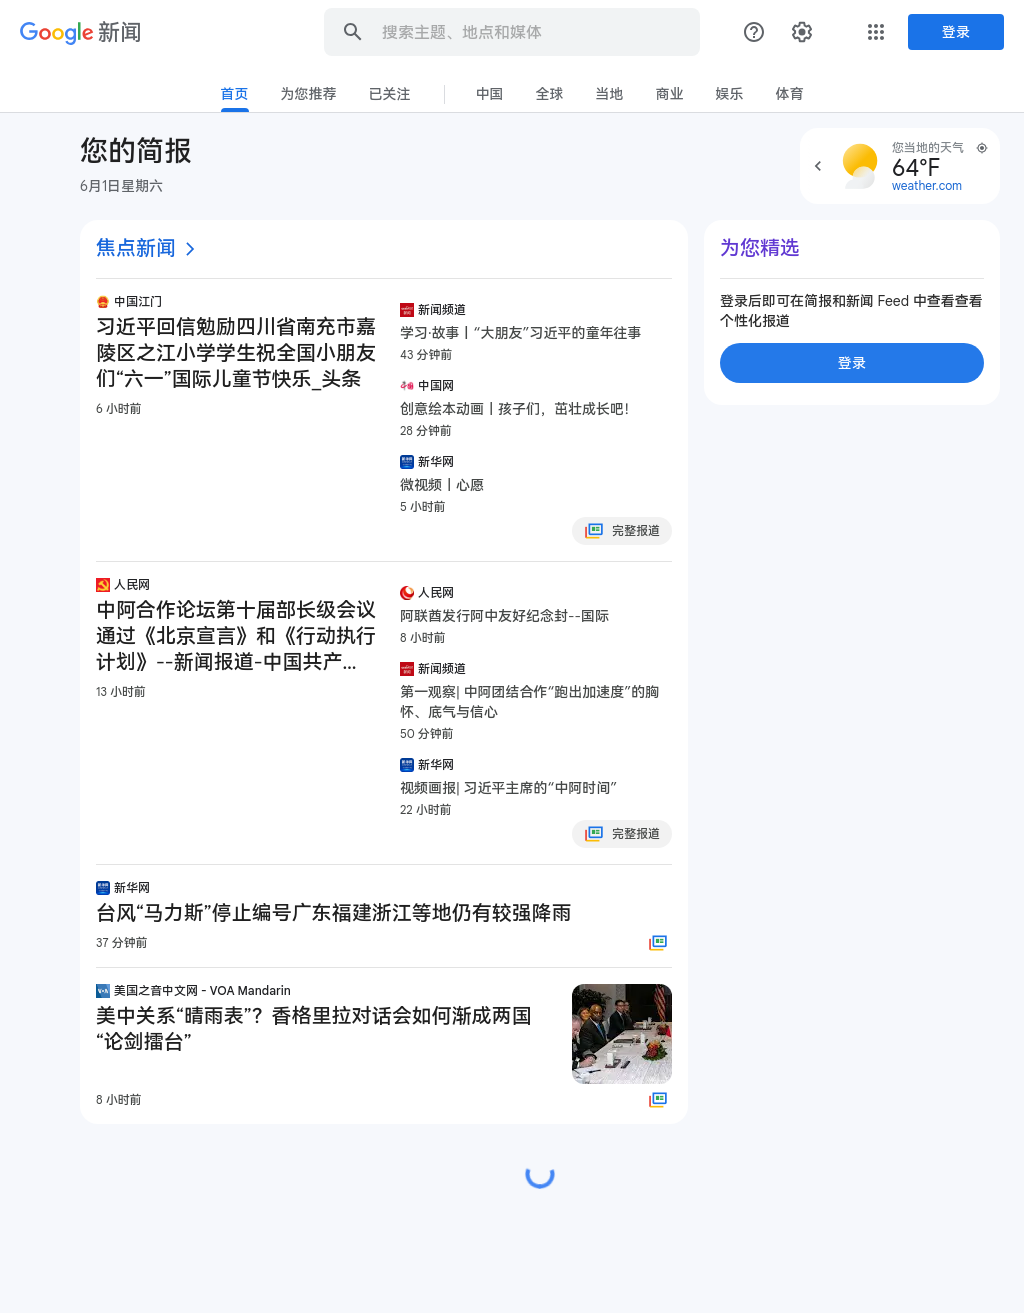 Google 新闻
搜索主题、地点和媒体
登录
首页
为您推荐
已关注
中国
全球
当地
商业
娱乐
体育
您的简报
6月1日星期六
您当地的天气
64°F
weather.com
焦点新闻
中国江门
习近平回信勉励四川省南充市嘉
陵区之江小学学生祝全国小朋友
们“六一”国际儿童节快乐_头条
6 小时前
新闻频道
学习·故事丨“大朋友”习近平的童年往事
43 分钟前
中国网
创意绘本动画丨孩子们，茁壮成长吧！
28 分钟前
新华网
微视频丨心愿
5 小时前
完整报道
人民网
中阿合作论坛第十届部长级会议
通过《北京宣言》和《行动执行
计划》--新闻报道-中国共产...
13 小时前
人民网
阿联酋发行阿中友好纪念封--国际
8 小时前
新闻频道
第一观察| 中阿团结合作“跑出加速度”的胸
怀、底气与信心
50 分钟前
新华网
视频画报| 习近平主席的“中阿时间”
22 小时前
完整报道
新华网
台风“马力斯”停止编号广东福建浙江等地仍有较强降雨
37 分钟前
美国之音中文网 - VOA Mandarin
美中关系“晴雨表”？香格里拉对话会如何渐成两国
“论剑擂台”
8 小时前
为您精选
登录后即可在简报和新闻 Feed 中查看查看
个性化报道
登录